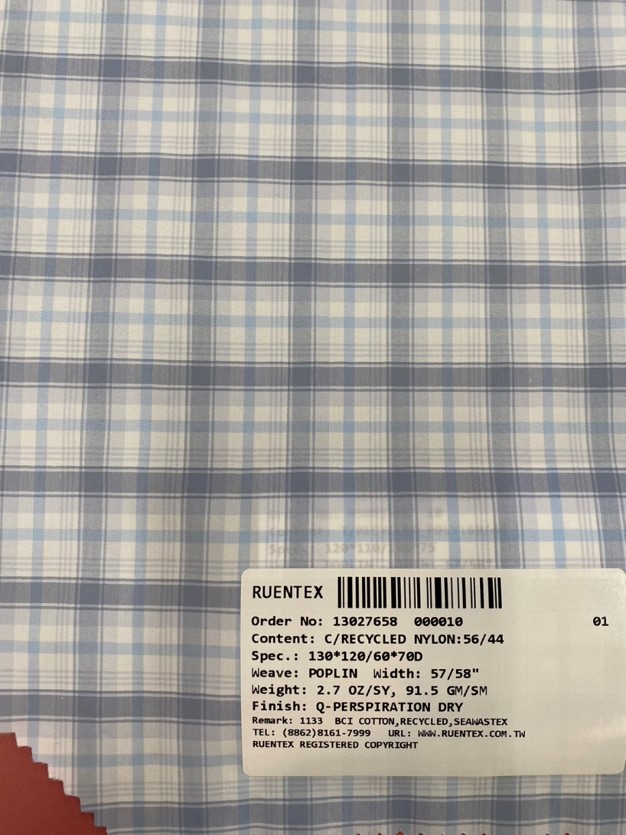 RUENTEX
Order No: 13027658 000010 01
Content: C/RECYCLED NYLON:56/44
Spec.: 130*120/60*70D
Weave: POPLIN Width: 57/58"
Weight: 2.7 OZ/SY, 91.5 GM/SM
Finish: Q-PERSPIRATION DRY
Remark: 1133 BCI COTTON,RECYCLED,SEAWASTEX
TEL: (8862)8161-7999 URL: WWW.RUENTEX.COM.TW
RUENTEX REGISTERED COPYRIGHT